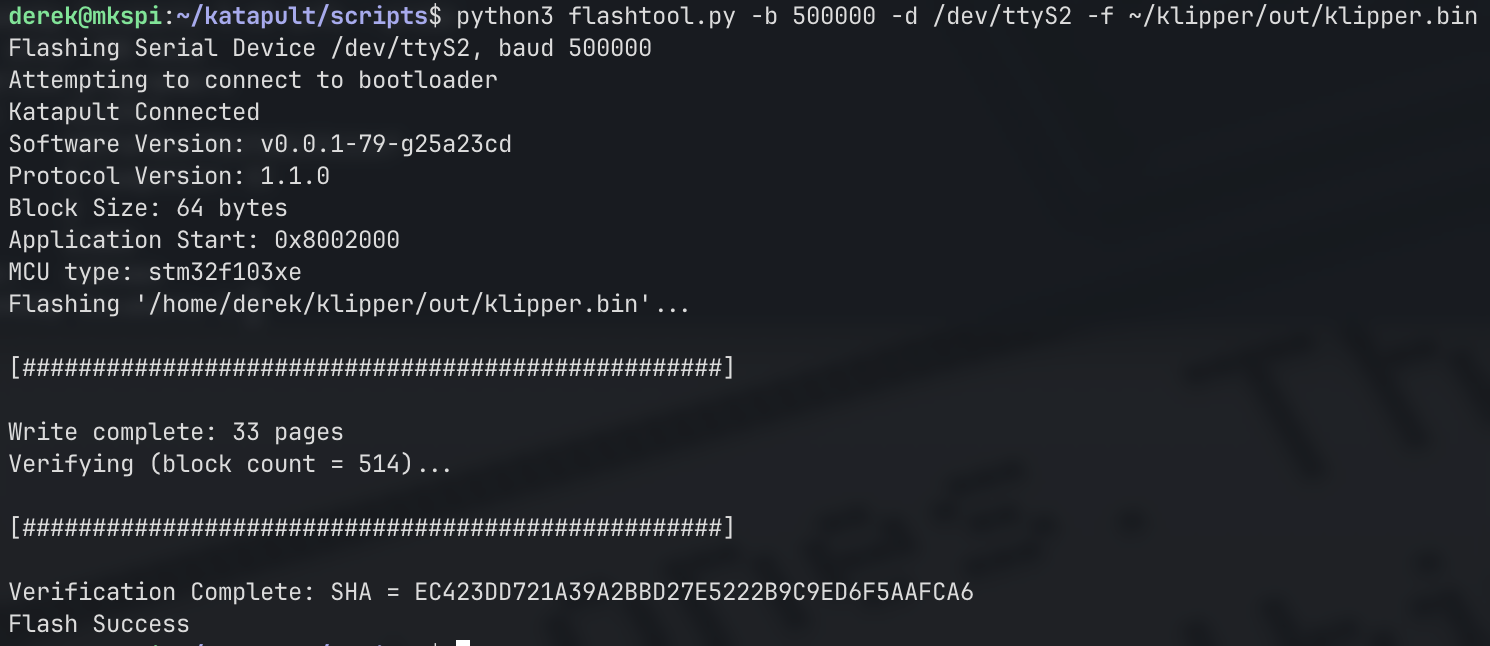 derek@mkspi:~/katapult/scripts$ python3 flashtool.py -b 500000 -d /dev/ttyS2 -f ~/klipper/out/klipper.bin
Flashing Serial Device /dev/ttyS2, baud 500000
Attempting to connect to bootloader
Katapult Connected
Software Version: v0.0.1-79-g25a23cd
Protocol Version: 1.1.0
Block Size: 64 bytes
Application Start: 0x8002000
MCU type: stm32f103xe
Flashing '/home/derek/klipper/out/klipper.bin'...
[##################################################]
Write complete: 33 pages
Verifying (block count = 514)...
[##################################################]
Verification Complete: SHA = EC423DD721A39A2BBD27E5222B9C9ED6F5AAFCA6
Flash Success